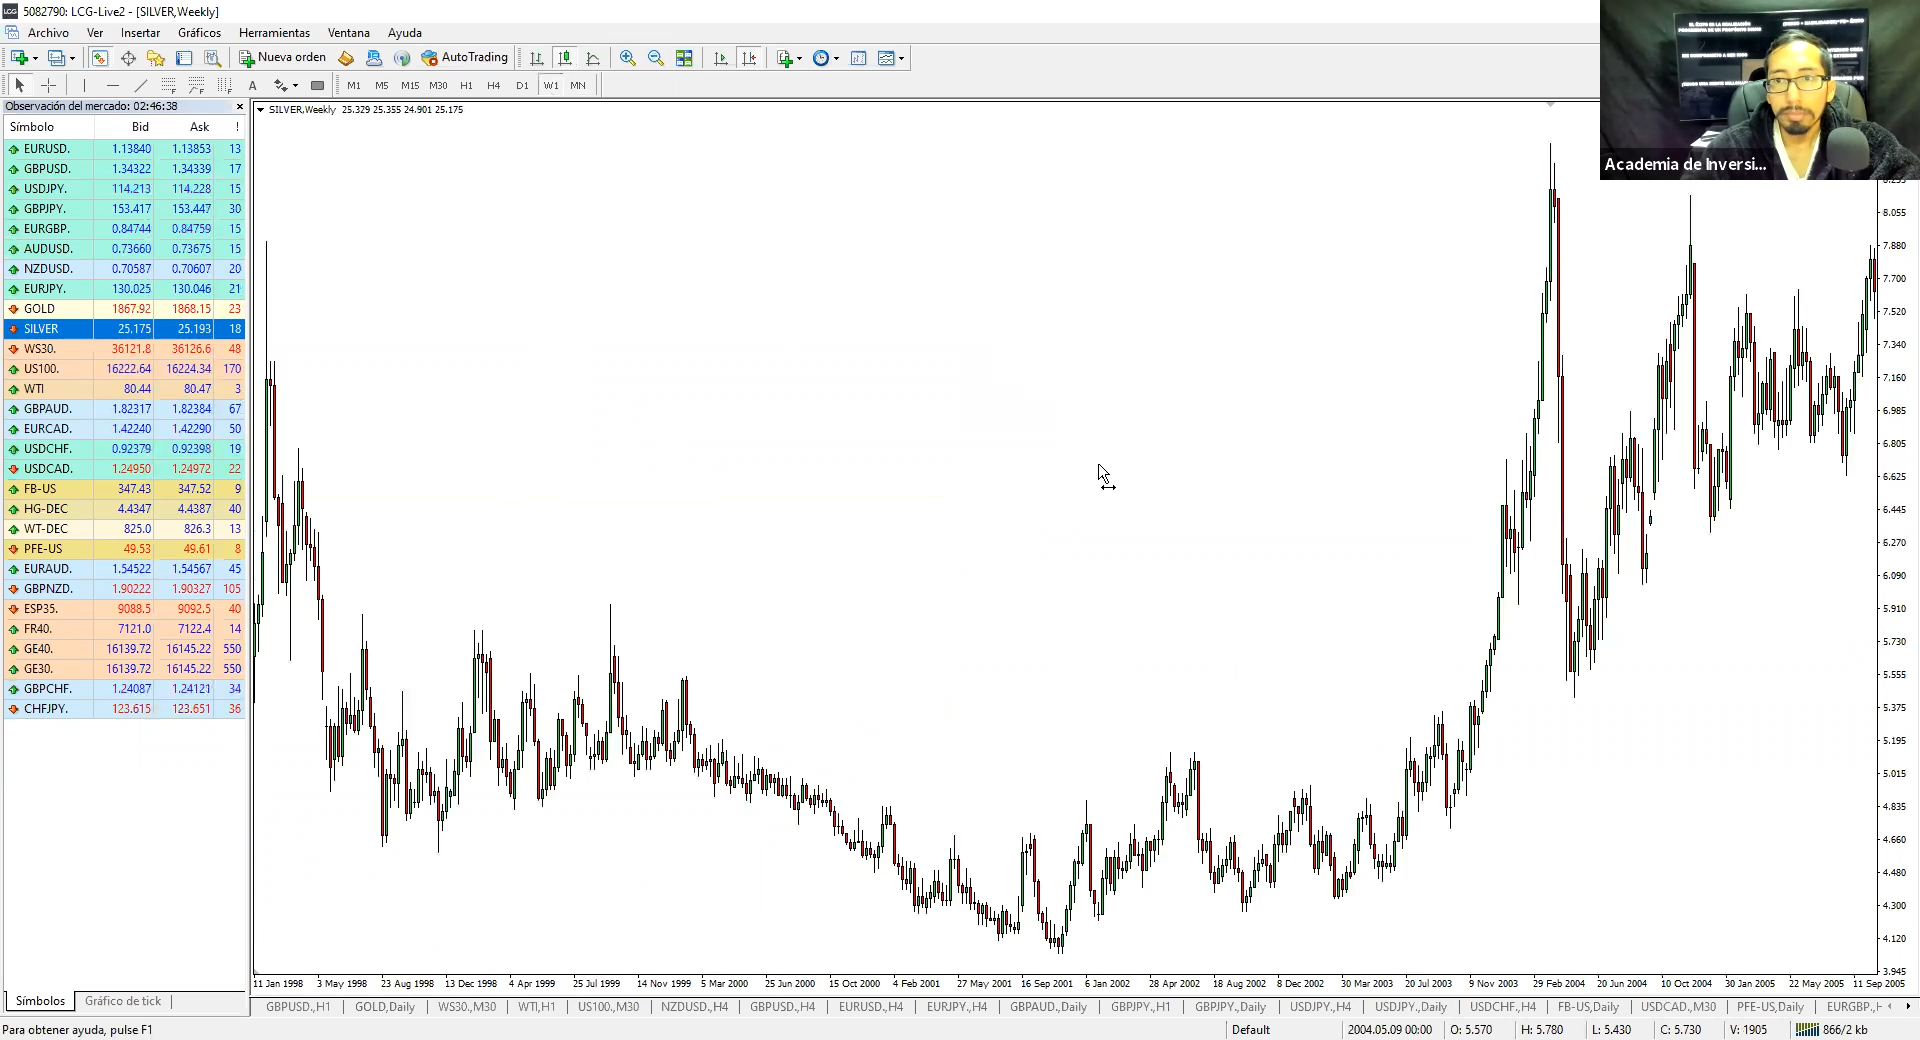 5082790: LCG-Live2 - [SILVER,Weekly]
Archivo Ver Insertar Gráficos Herramientas Ventana Ayuda
Nueva orden AutoTrading
A M1 M5 M15 M30 H1 H4 D1 W1 MN
Observación del mercado: 02:46:38
Símbolo Bid Ask !
EURUSD. 1.13840 1.13853 13
GBPUSD. 1.34322 1.34339 17
USDJPY. 114.213 114.228 15
GBPJPY. 153.417 153.447 30
EURGBP. 0.84744 0.84759 15
AUDUSD. 0.73660 0.73675 15
NZDUSD. 0.70587 0.70607 20
EURJPY. 130.025 130.046 21
GOLD 1867.92 1868.15 23
SILVER 25.175 25.193 18
WS30. 36121.8 36126.6 48
US100. 16222.64 16224.34 170
WTI 80.44 80.47 3
GBPAUD. 1.82317 1.82384 67
EURCAD. 1.42240 1.42290 50
USDCHF. 0.92379 0.92398 19
USDCAD. 1.24950 1.24972 22
FB-US 347.43 347.52 9
HG-DEC 4.4347 4.4387 40
WT-DEC 825.0 826.3 13
PFE-US 49.53 49.61 8
EURAUD. 1.54522 1.54567 45
GBPNZD. 1.90222 1.90327 105
ESP35. 9088.5 9092.5 40
FR40. 7121.0 7122.4 14
GE40. 16139.72 16145.22 550
GE30. 16139.72 16145.22 550
GBPCHF. 1.24087 1.24121 34
CHFJPY. 123.615 123.651 36
Símbolos Gráfico de tick
SILVER,Weekly 25.329 25.355 24.901 25.175
Academia de Inversi...
8.055
7.880
7.700
7.520
7.340
7.160
6.985
6.805
6.625
6.445
6.270
6.090
5.910
5.730
5.555
5.375
5.195
5.015
4.835
4.660
4.480
4.300
4.120
3.945
11 Jan 1998 3 May 1998 23 Aug 1998 13 Dec 1998 4 Apr 1999 25 Jul 1999 14 Nov 1999 5 Mar 2000 25 Jun 2000 15 Oct 2000 4 Feb 2001 27 May 2001 16 Sep 2001 6 Jan 2002 28 Apr 2002 18 Aug 2002 8 Dec 2002 30 Mar 2003 20 Jul 2003 9 Nov 2003 29 Feb 2004 20 Jun 2004 10 Oct 2004 30 Jan 2005 22 May 2005 11 Sep 2005
GBPUSD.,H1 GOLD,Daily WS30.,M30 WTI,H1 US100.,M30 NZDUSD.,H4 GBPUSD.,H4 EURUSD.,H4 EURJPY.,H4 GBPAUD.,Daily GBPJPY.,H1 GBPJPY.,Daily USDJPY.,H4 USDJPY.,Daily USDCHF.,H4 FB-US,Daily USDCAD.,M30 PFE-US,Daily EURGBP.,H
Para obtener ayuda, pulse F1 Default 2004.05.09 00:00 O: 5.570 H: 5.780 L: 5.430 C: 5.730 V: 1905 866/2 kb